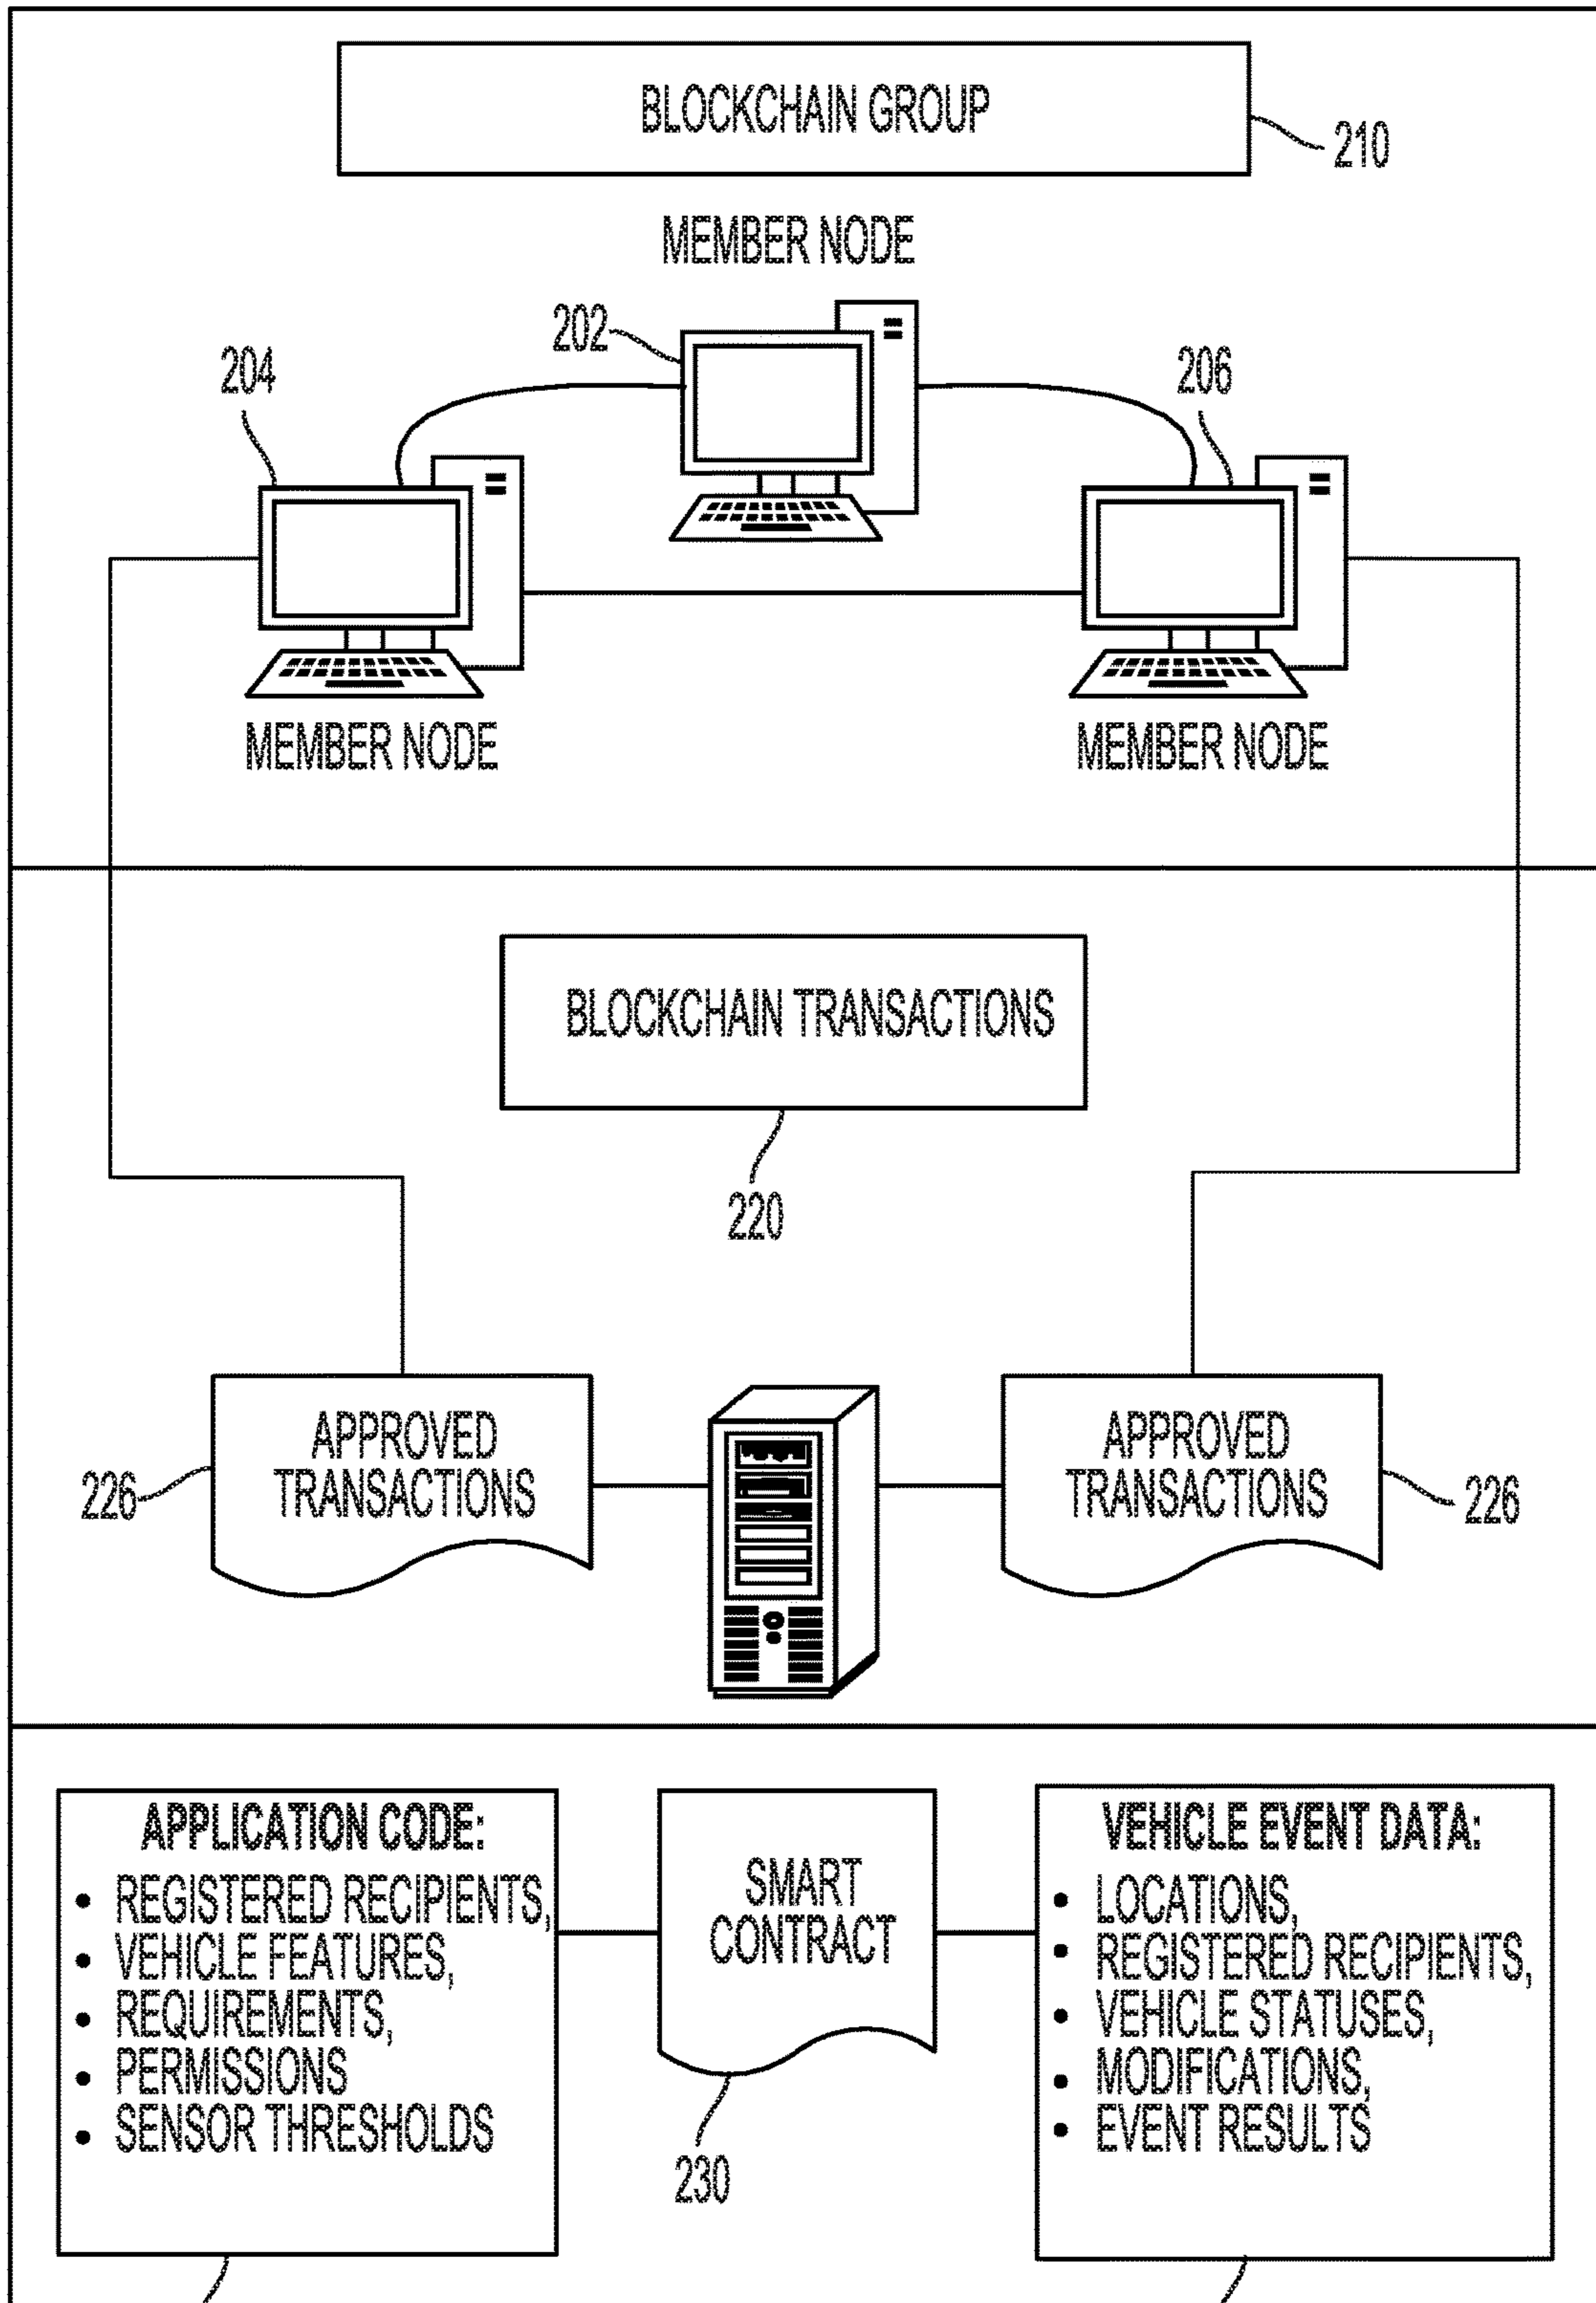 BLOCKCHAIN GROUP
210
MEMBER NODE
202
204
206
MEMBER NODE
MEMBER NODE
BLOCKCHAIN TRANSACTIONS
220
APPROVED
TRANSACTIONS
226
APPROVED
TRANSACTIONS
226
APPLICATION CODE:
• REGISTERED RECIPIENTS,
• VEHICLE FEATURES,
• REQUIREMENTS,
• PERMISSIONS
• SENSOR THRESHOLDS
SMART
CONTRACT
230
VEHICLE EVENT DATA:
• LOCATIONS,
• REGISTERED RECIPIENTS,
• VEHICLE STATUSES,
• MODIFICATIONS,
• EVENT RESULTS